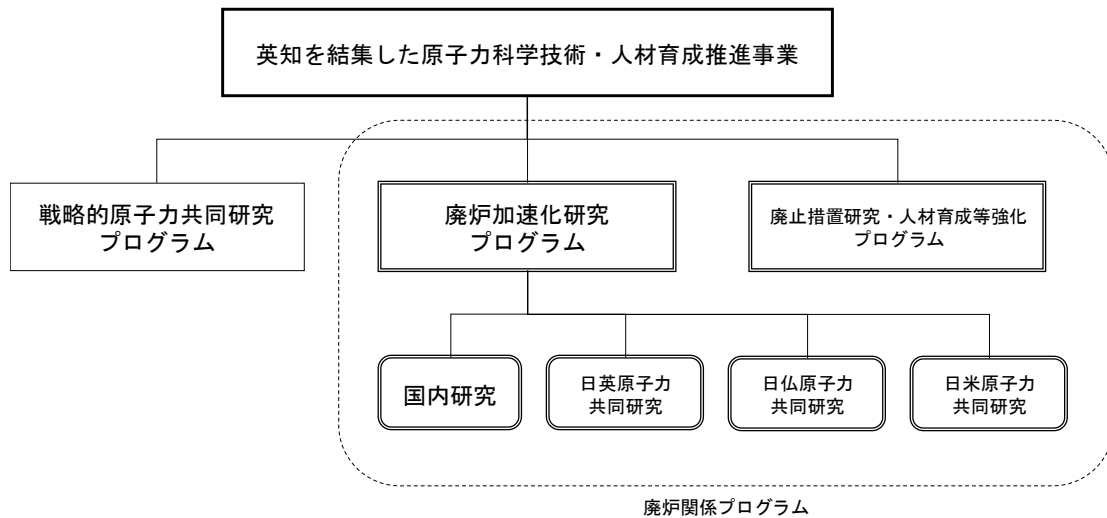 英知を結集した原子力科学技術・人材育成推進事業
戦略的原子力共同研究
プログラム
廃炉加速化研究
プログラム
廃止措置研究・人材育成等強化
プログラム
国内研究
日英原子力
共同研究
日仏原子力
共同研究
日米原子力
共同研究
廃炉関係プログラム